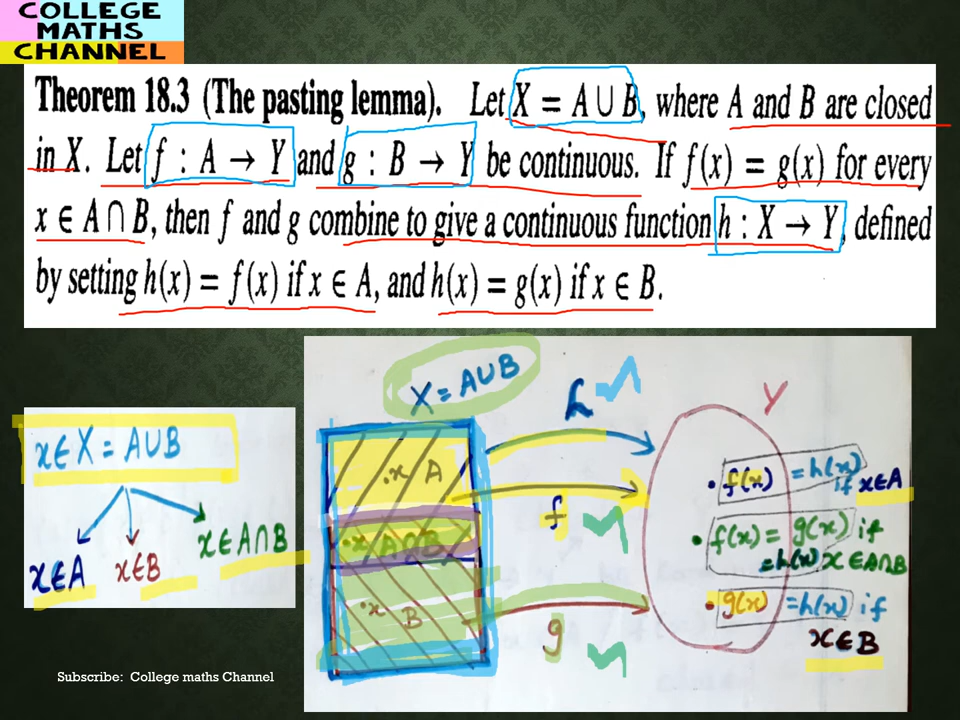 COLLEGE
MATHS
CHANNEL
Theorem 18.3 (The pasting lemma). Let X = A ∪ B, where A and B are closed
in X. Let f : A → Y and g : B → Y be continuous. If f(x) = g(x) for every
x ∈ A ∩ B, then f and g combine to give a continuous function h : X → Y, defined
by setting h(x) = f(x) if x ∈ A, and h(x) = g(x) if x ∈ B.
x ∈ X = A ∪ B
x ∈ A x ∈ B x ∈ A ∩ B
X = A ∪ B
h
Y
x A
f
x A ∩ B
x B
g
f(x) = h(x)
if x ∈ A
f(x) = g(x) if
= h(x) x ∈ A ∩ B
g(x) = h(x) if
x ∈ B
Subscribe: College maths Channel